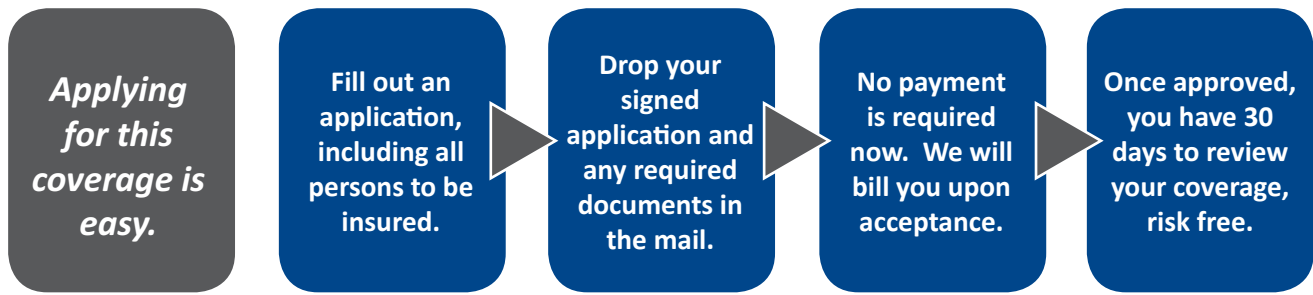 Applying
for this
coverage is
easy.
Fill out an
application,
including all
persons to be
insured.
Drop your
signed
application and
any required
documents in
the mail.
No payment
is required
now.  We will
bill you upon
acceptance.
Once approved,
you have 30
days to review
your coverage,
risk free.